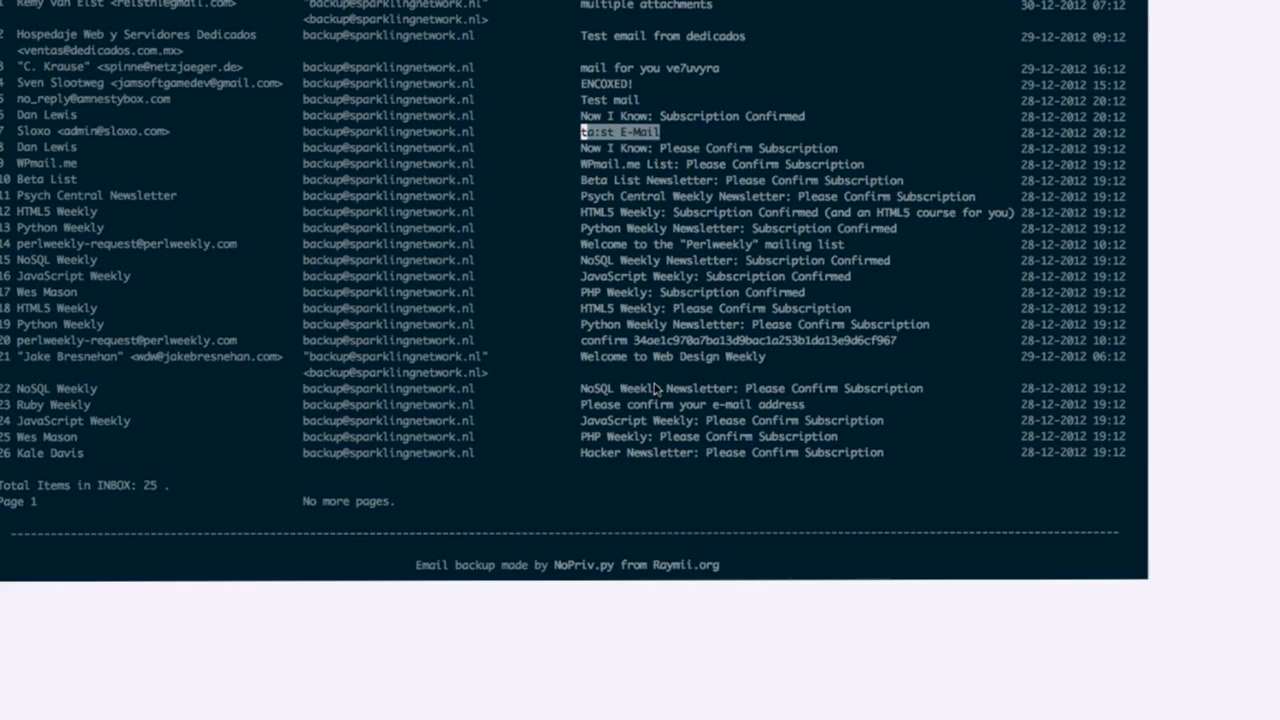 1 Remy van Elst <relsthl@gmail.com> "backup@sparklingnetwork.nl" multiple attachments 30-12-2012 07:12
<backup@sparklingnetwork.nl>
2 Hospedaje Web y Servidores Dedicados backup@sparklingnetwork.nl Test email from dedicados 29-12-2012 09:12
<ventas@dedicados.com.mx>
3 "C. Krause" <spinne@netzjaeger.de> backup@sparklingnetwork.nl mail for you ve7uvyra 29-12-2012 16:12
4 Sven Slootweg <jamsoftgamedev@gmail.com> backup@sparklingnetwork.nl ENCOXED! 29-12-2012 15:12
5 no_reply@amnestybox.com backup@sparklingnetwork.nl Test mail 28-12-2012 20:12
6 Dan Lewis backup@sparklingnetwork.nl Now I Know: Subscription Confirmed 28-12-2012 20:12
7 Sloxo <admin@sloxo.com> backup@sparklingnetwork.nl ta:st E-Mail 28-12-2012 20:12
8 Dan Lewis backup@sparklingnetwork.nl Now I Know: Please Confirm Subscription 28-12-2012 19:12
9 WPmail.me backup@sparklingnetwork.nl WPmail.me List: Please Confirm Subscription 28-12-2012 19:12
10 Beta List backup@sparklingnetwork.nl Beta List Newsletter: Please Confirm Subscription 28-12-2012 19:12
11 Psych Central Newsletter backup@sparklingnetwork.nl Psych Central Weekly Newsletter: Please Confirm Subscription 28-12-2012 19:12
12 HTML5 Weekly backup@sparklingnetwork.nl HTML5 Weekly: Subscription Confirmed (and an HTML5 course for you) 28-12-2012 19:12
13 Python Weekly backup@sparklingnetwork.nl Python Weekly Newsletter: Subscription Confirmed 28-12-2012 19:12
14 perlweekly-request@perlweekly.com backup@sparklingnetwork.nl Welcome to the "Perlweekly" mailing list 28-12-2012 10:12
15 NoSQL Weekly backup@sparklingnetwork.nl NoSQL Weekly Newsletter: Subscription Confirmed 28-12-2012 19:12
16 JavaScript Weekly backup@sparklingnetwork.nl JavaScript Weekly: Subscription Confirmed 28-12-2012 19:12
17 Wes Mason backup@sparklingnetwork.nl PHP Weekly: Subscription Confirmed 28-12-2012 19:12
18 HTML5 Weekly backup@sparklingnetwork.nl HTML5 Weekly: Please Confirm Subscription 28-12-2012 19:12
19 Python Weekly backup@sparklingnetwork.nl Python Weekly Newsletter: Please Confirm Subscription 28-12-2012 19:12
20 perlweekly-request@perlweekly.com backup@sparklingnetwork.nl confirm 34ae1c970a7ba13d9bac1a253b1da13e9d6cf967 28-12-2012 10:12
21 "Jake Bresnehan" <wdw@jakebresnehan.com> "backup@sparklingnetwork.nl" Welcome to Web Design Weekly 29-12-2012 06:12
<backup@sparklingnetwork.nl>
22 NoSQL Weekly backup@sparklingnetwork.nl NoSQL Weekly Newsletter: Please Confirm Subscription 28-12-2012 19:12
23 Ruby Weekly backup@sparklingnetwork.nl Please confirm your e-mail address 28-12-2012 19:12
24 JavaScript Weekly backup@sparklingnetwork.nl JavaScript Weekly: Please Confirm Subscription 28-12-2012 19:12
25 Wes Mason backup@sparklingnetwork.nl PHP Weekly: Please Confirm Subscription 28-12-2012 19:12
26 Kale Davis backup@sparklingnetwork.nl Hacker Newsletter: Please Confirm Subscription 28-12-2012 19:12
Total Items in INBOX: 25 .
Page 1 No more pages.
Email backup made by NoPriv.py from Raymii.org